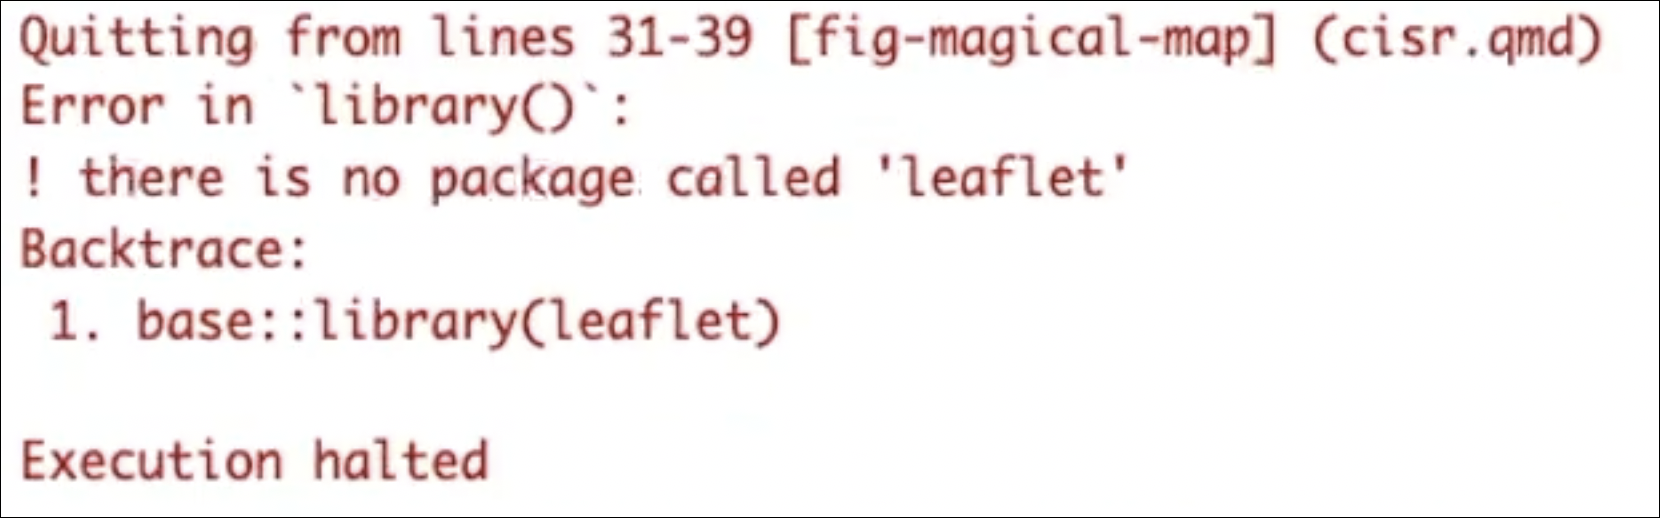 Quitting from lines 31-39 [fig-magical-map] (cisr.qmd)
Error in `library()`:
! there is no package called 'leaflet'
Backtrace:
 1. base::library(leaflet)
Execution halted